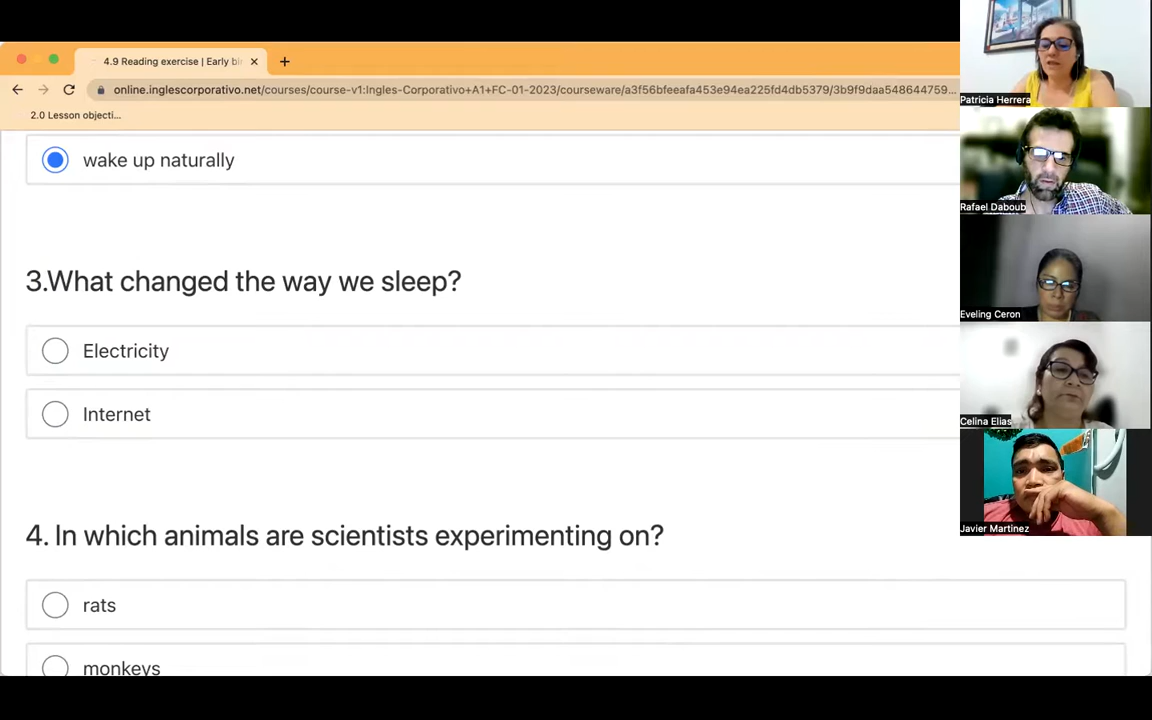 4.9 Reading exercise | Early bi
online.inglescorporativo.net/courses/course-v1:Ingles-Corporativo+A1+FC-01-2023/courseware/a3f56bfeeafa453e94ea225fd4db5379/3b9f9daa548644759...
2.0 Lesson objecti...
wake up naturally
3.What changed the way we sleep?
Electricity
Internet
4. In which animals are scientists experimenting on?
rats
monkeys
Patricia Herrera
Rafael Daboub
Eveling Ceron
Celina Elias
Javier Martinez